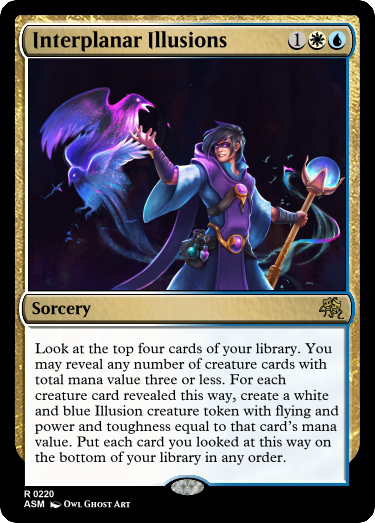 Interplanar Illusions 1
Sorcery
Look at the top four cards of your library. You
may reveal any number of creature cards with
total mana value three or less. For each
creature card revealed this way, create a white
and blue Illusion creature token with flying and
power and toughness equal to that card's mana
value. Put each card you looked at this way on
the bottom of your library in any order.
R 0220
ASM Owl Ghost Art